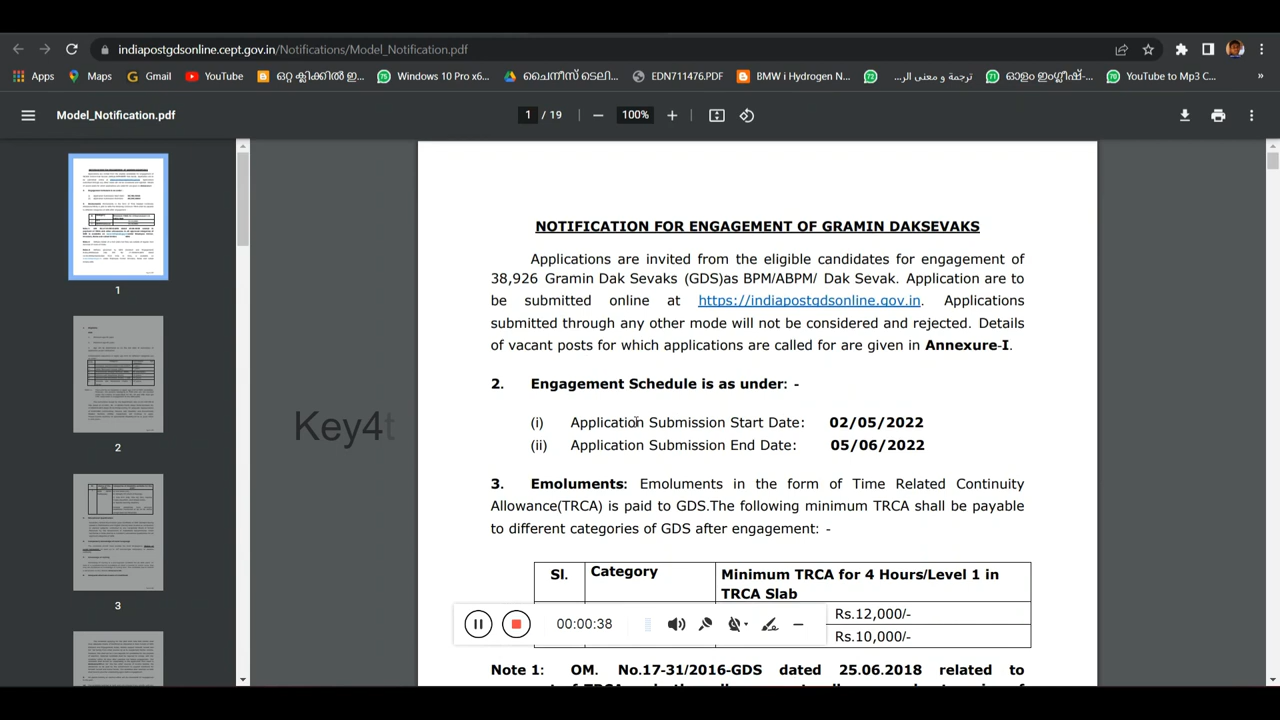 indiapostgdsonline.cept.gov.in/Notifications/Model_Notification.pdf
Apps Maps Gmail YouTube ഒറ്റ ക്ലിക്കിൽ ഇ... Windows 10 Pro x6... ചൈനീസ് ടെലി... EDN711476.PDF BMW i Hydrogen N... ترجمة و معنى الر... ഓളം ഇംഗ്ലീഷ്-... YouTube to Mp3 C... »
Model_Notification.pdf 1 / 19 100%
NOTIFICATION FOR ENGAGEMENT OF GRAMIN DAKSEVAKS
Applications are invited from the eligible candidates for engagement of
38,926 Gramin Dak Sevaks (GDS)as BPM/ABPM/ Dak Sevak. Application are to
be submitted online at https://indiapostgdsonline.gov.in. Applications
submitted through any other mode will not be considered and rejected. Details
of vacant posts for which applications are called for are given in Annexure-I.
2. Engagement Schedule is as under: -
(i) Application Submission Start Date: 02/05/2022
(ii) Application Submission End Date: 05/06/2022
3. Emoluments: Emoluments in the form of Time Related Continuity
Allowance(TRCA) is paid to GDS.The following minimum TRCA shall be payable
to different categories of GDS after engagement: -
Sl. Category Minimum TRCA for 4 Hours/Level 1 in
TRCA Slab
Rs.12,000/-
Rs.10,000/-
Note 1: OM. No.17-31/2016-GDS dated 25.06.2018 related to
00:00:38
Key4t
1
2
3